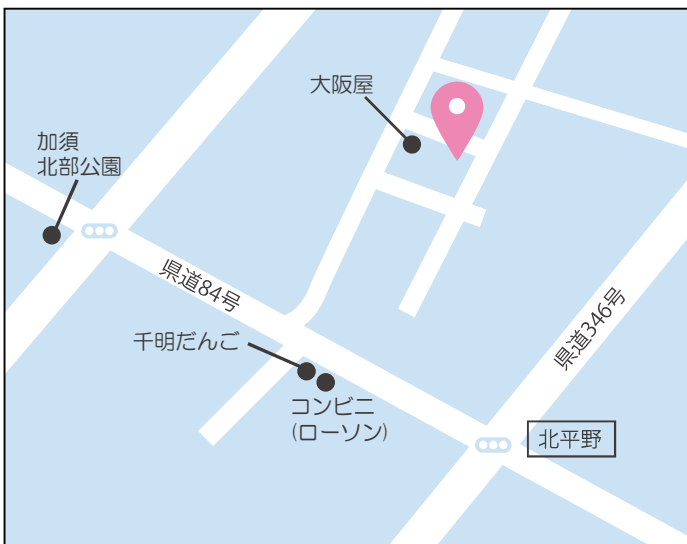 大阪屋
加須
北部公園
県道84号
県道346号
千明だんご
コンビニ
(ローソン)
北平野